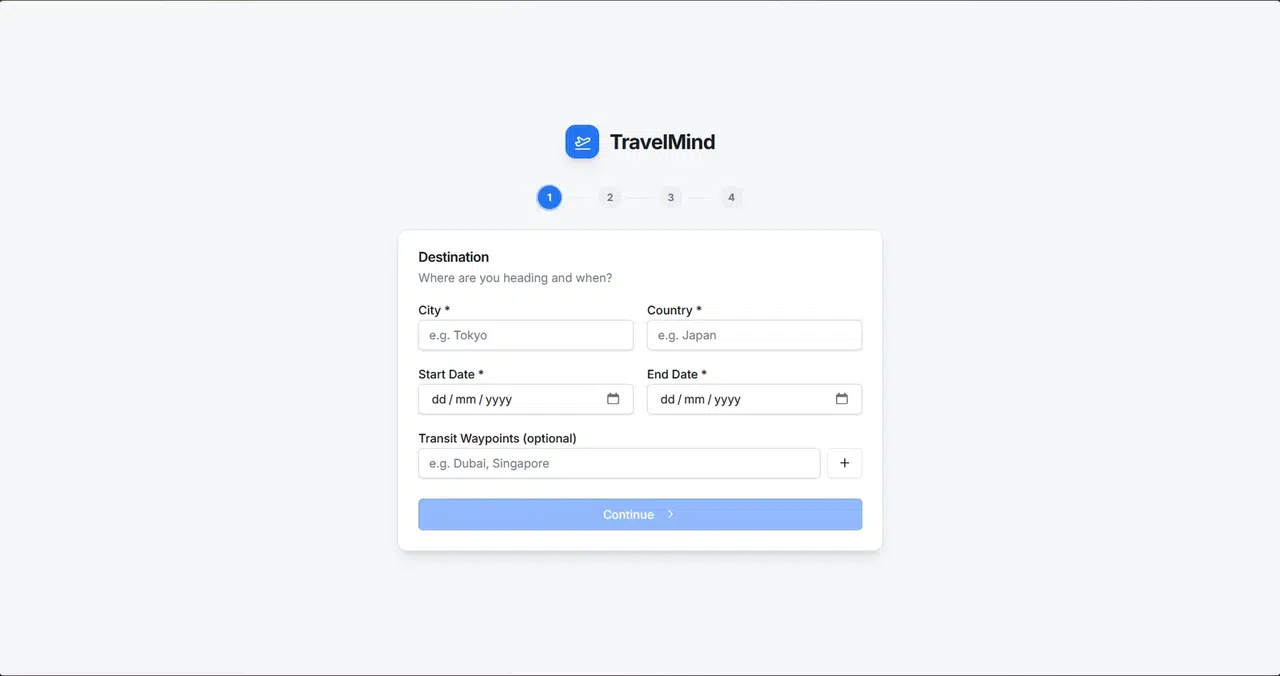 TravelMind
1 2 3 4
Destination
Where are you heading and when?
City * Country *
e.g. Tokyo e.g. Japan
Start Date * End Date *
dd / mm / yyyy dd / mm / yyyy
Transit Waypoints (optional)
e.g. Dubai, Singapore +
Continue